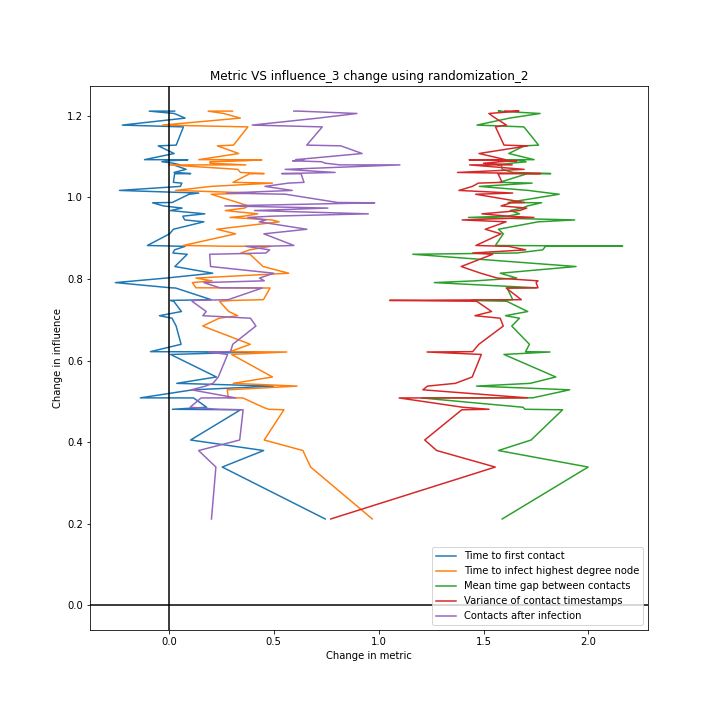 Metric VS influence_3 change using randomization_2
Change in influence
1.2
1.0
0.8
0.6
0.4
0.2
0.0
Time to first contact
Time to infect highest degree node
Mean time gap between contacts
Variance of contact timestamps
Contacts after infection
0.0 0.5 1.0 1.5 2.0
Change in metric